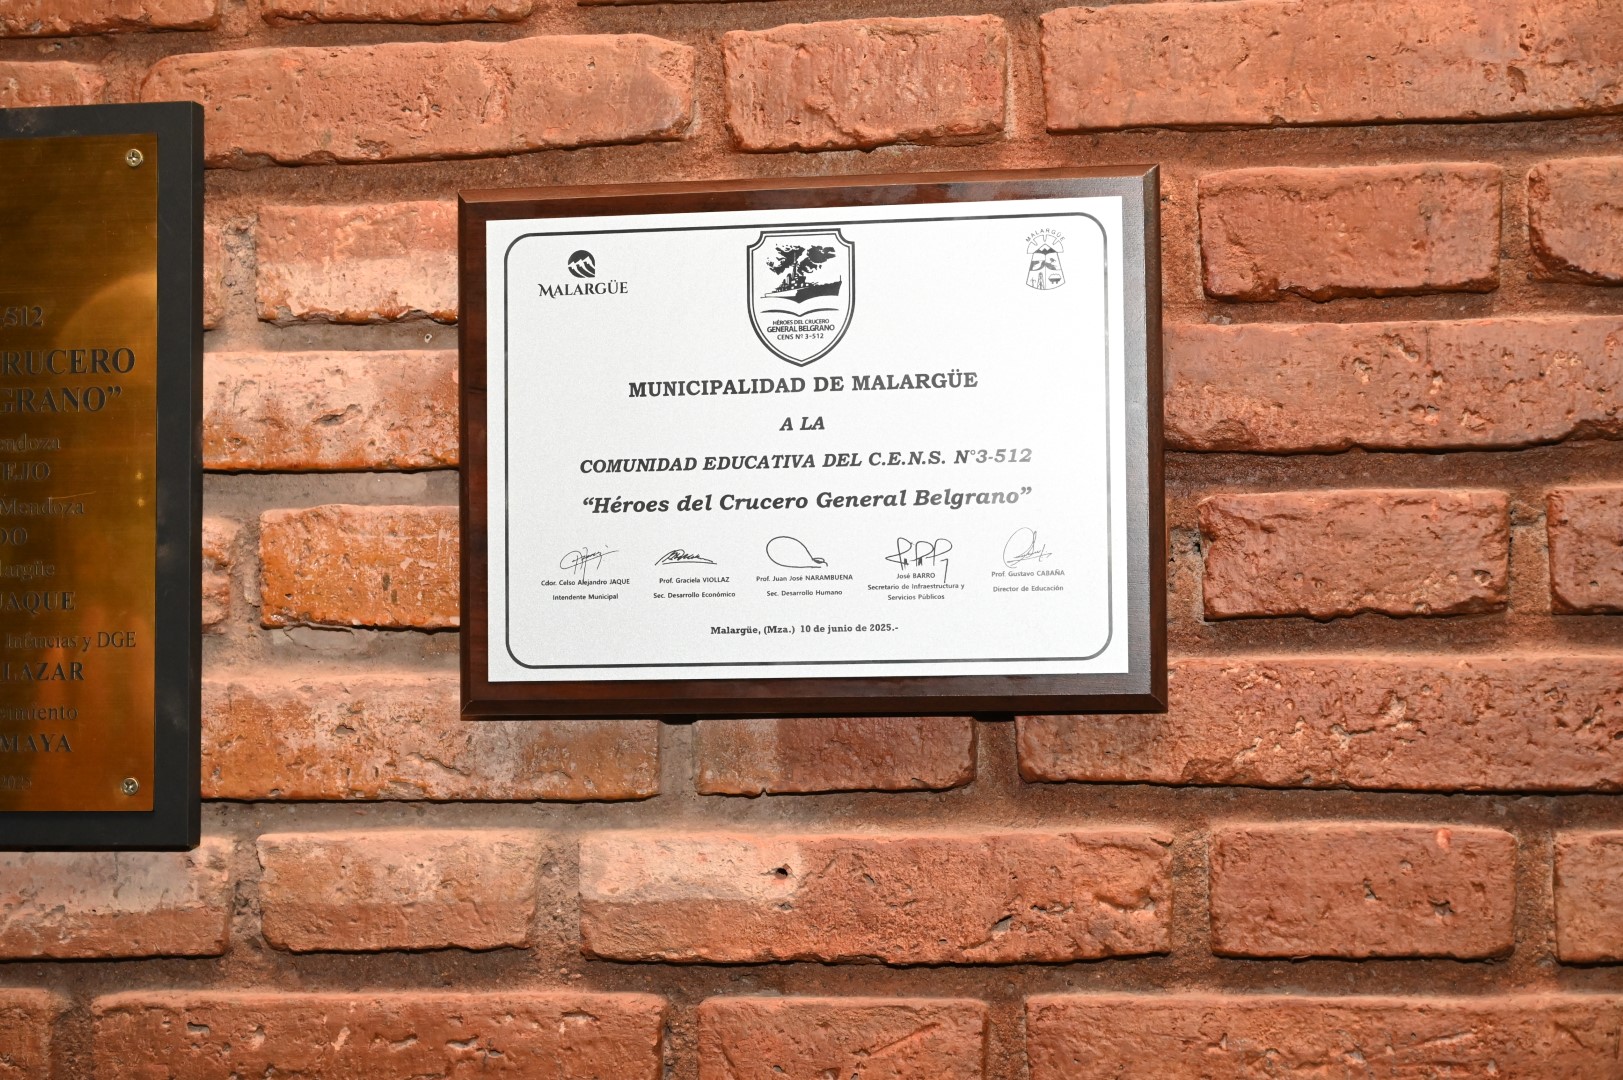 512
CRUCERO
GRANO”
Mendoza
EJO
Mendoza
DO
JAQUE
Infancias y DGE
LAZAR
MAYA
MALARGÜE
HÉROES DEL CRUCERO
GENERAL BELGRANO
CENS Nº 3-512
MALARGÜE
MUNICIPALIDAD DE MALARGÜE
A LA
COMUNIDAD EDUCATIVA DEL C.E.N.S. N°3-512
“Héroes del Crucero General Belgrano”
Cdor. Celso Alejandro JAQUE
Intendente Municipal
Prof. Graciela VIOLLAZ
Sec. Desarrollo Económico
Prof. Juan José NARAMBUENA
Sec. Desarrollo Humano
José BARRO
Secretario de Infraestructura y
Servicios Públicos
Prof. Gustavo CABAÑA
Director de Educación
Malargüe, (Mza.) 10 de junio de 2025.-